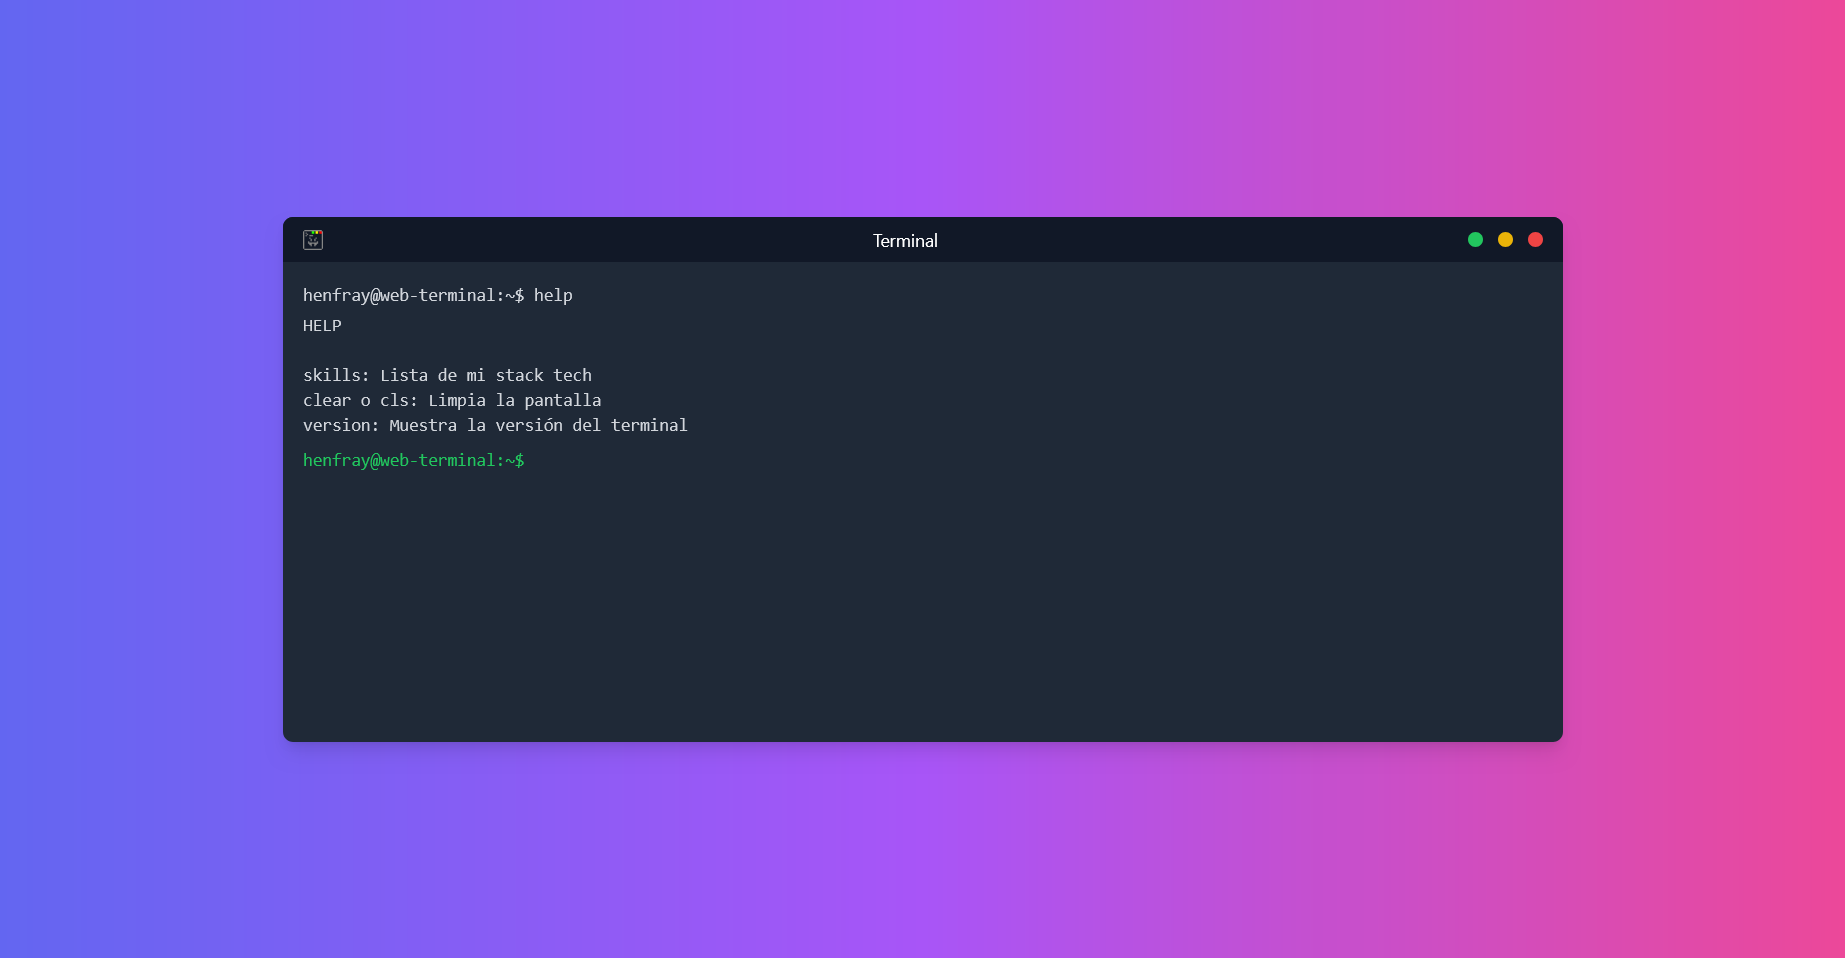 Terminal
henfray@web-terminal:~$ help
HELP
skills: Lista de mi stack tech
clear o cls: Limpia la pantalla
version: Muestra la versión del terminal
henfray@web-terminal:~$